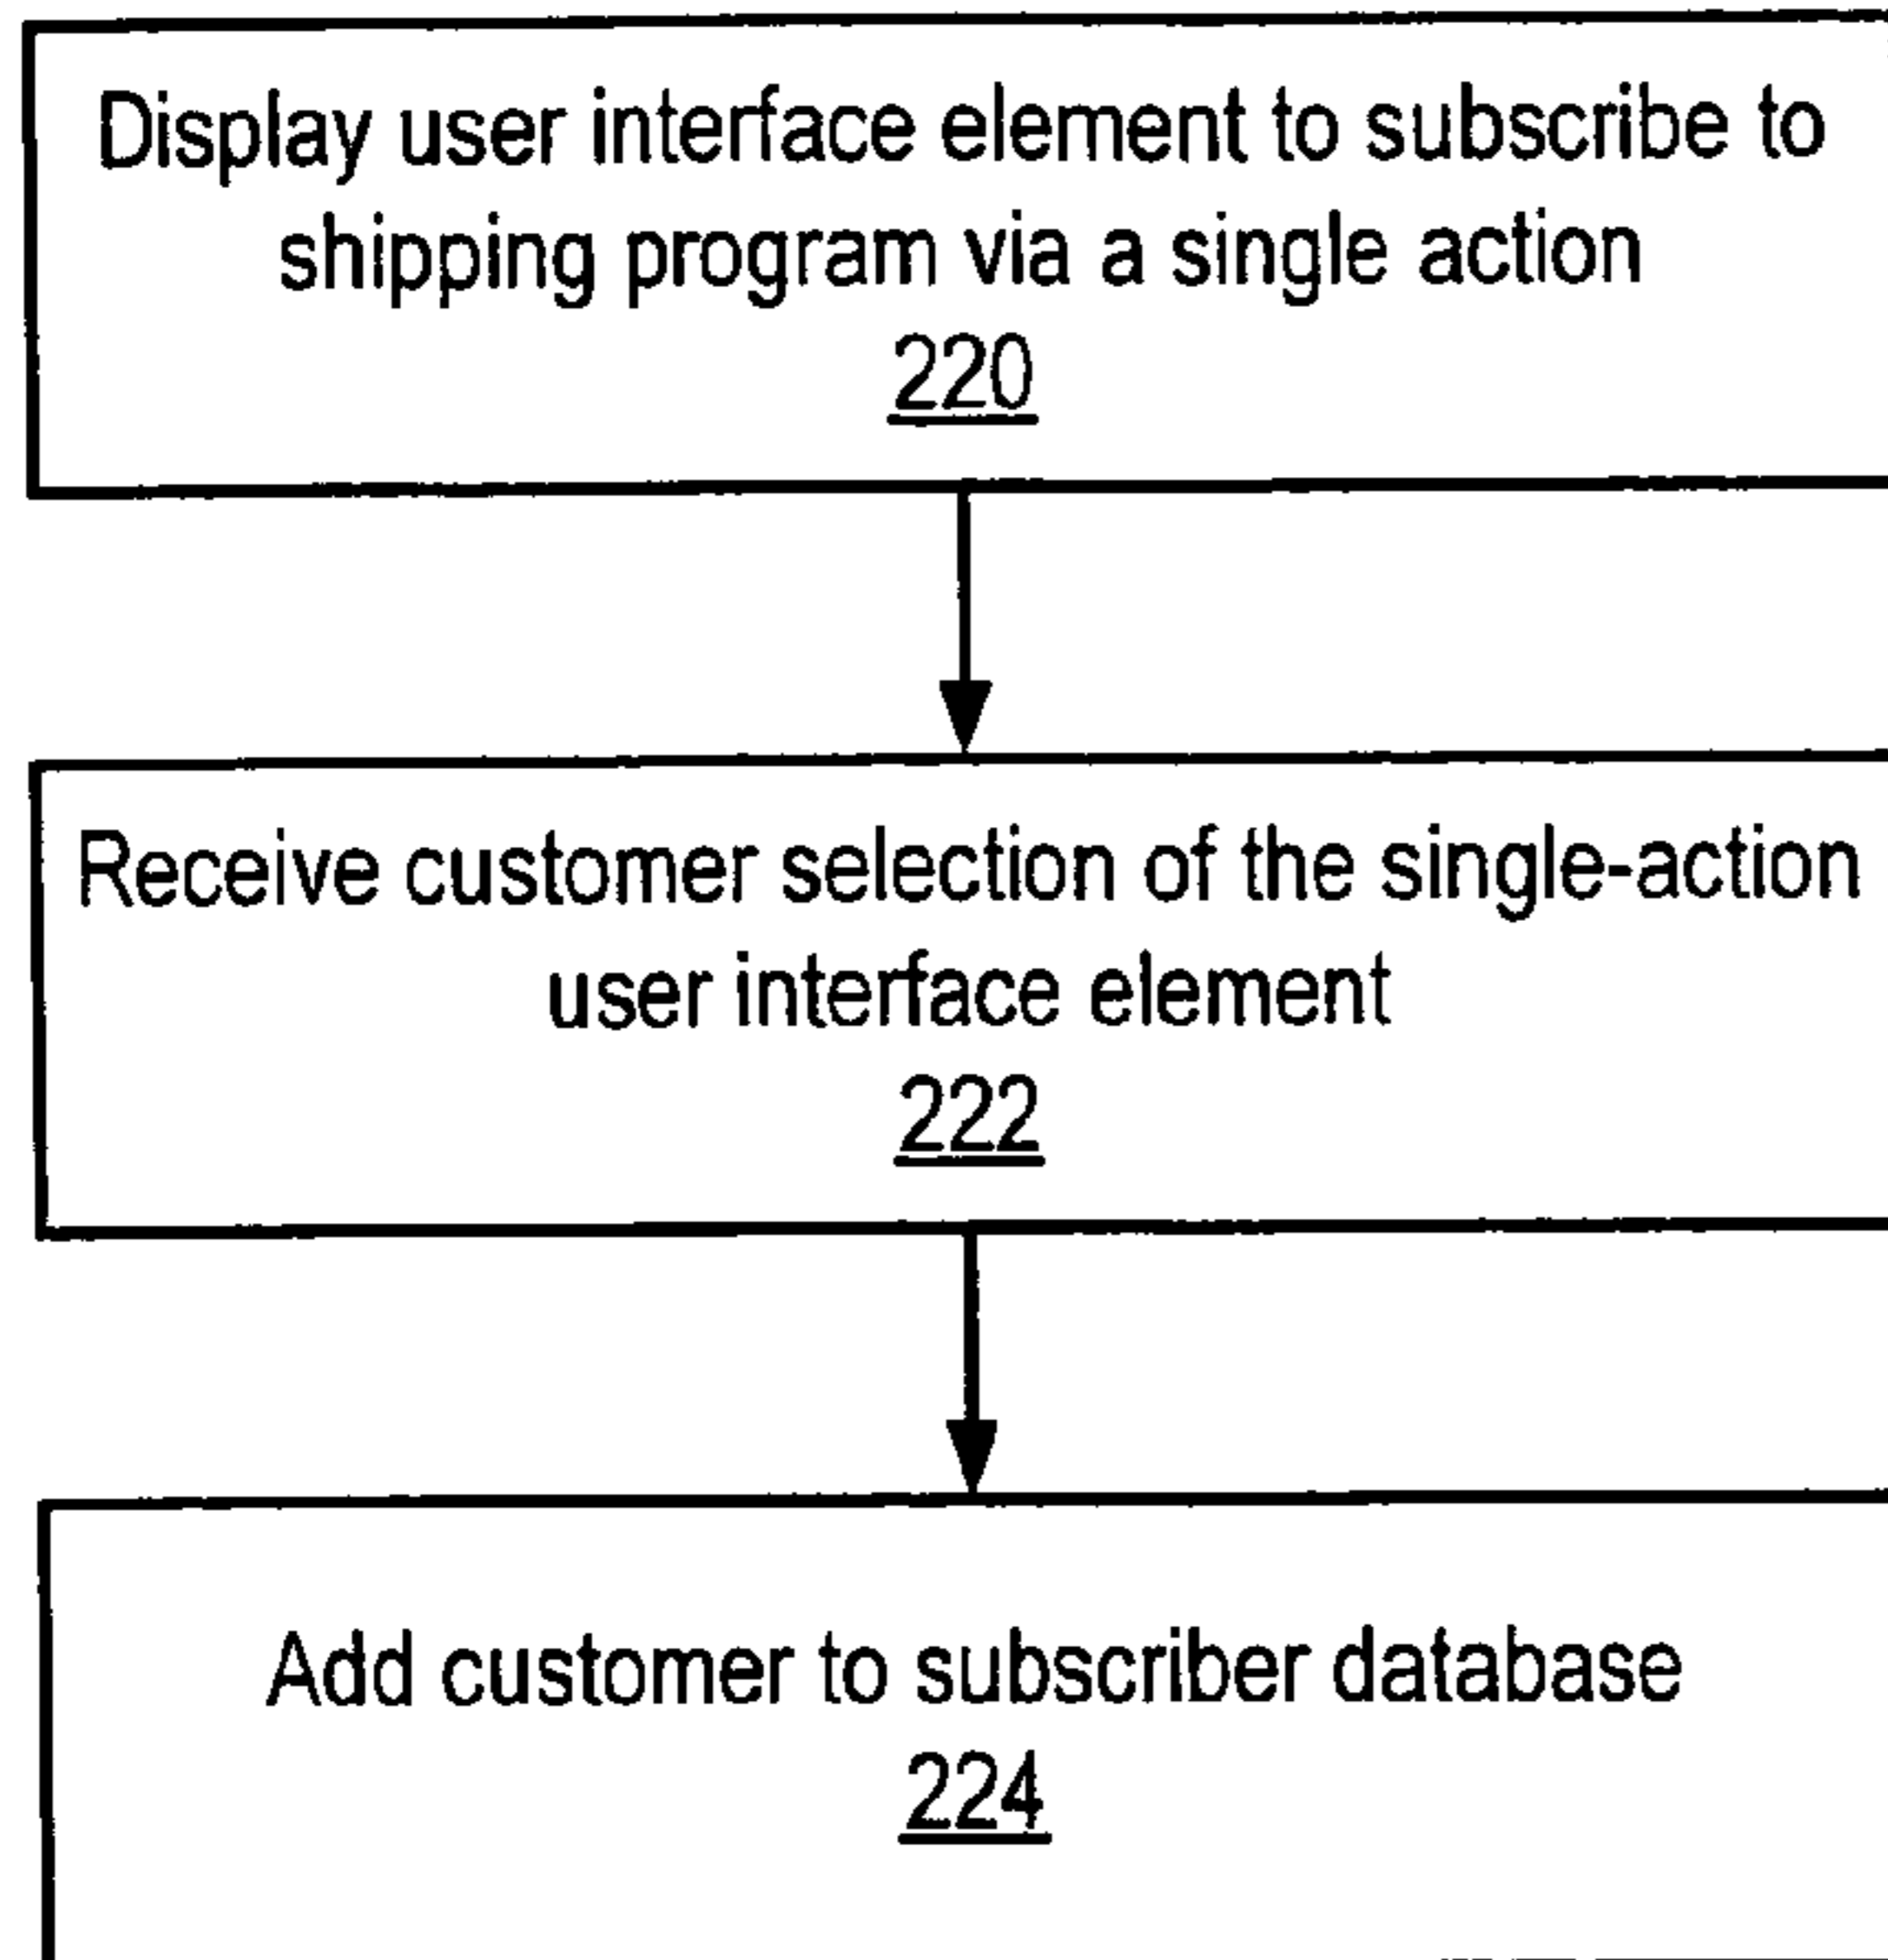 Display user interface element to subscribe to
shipping program via a single action
220
Receive customer selection of the single-action
user interface element
222
Add customer to subscriber database
224